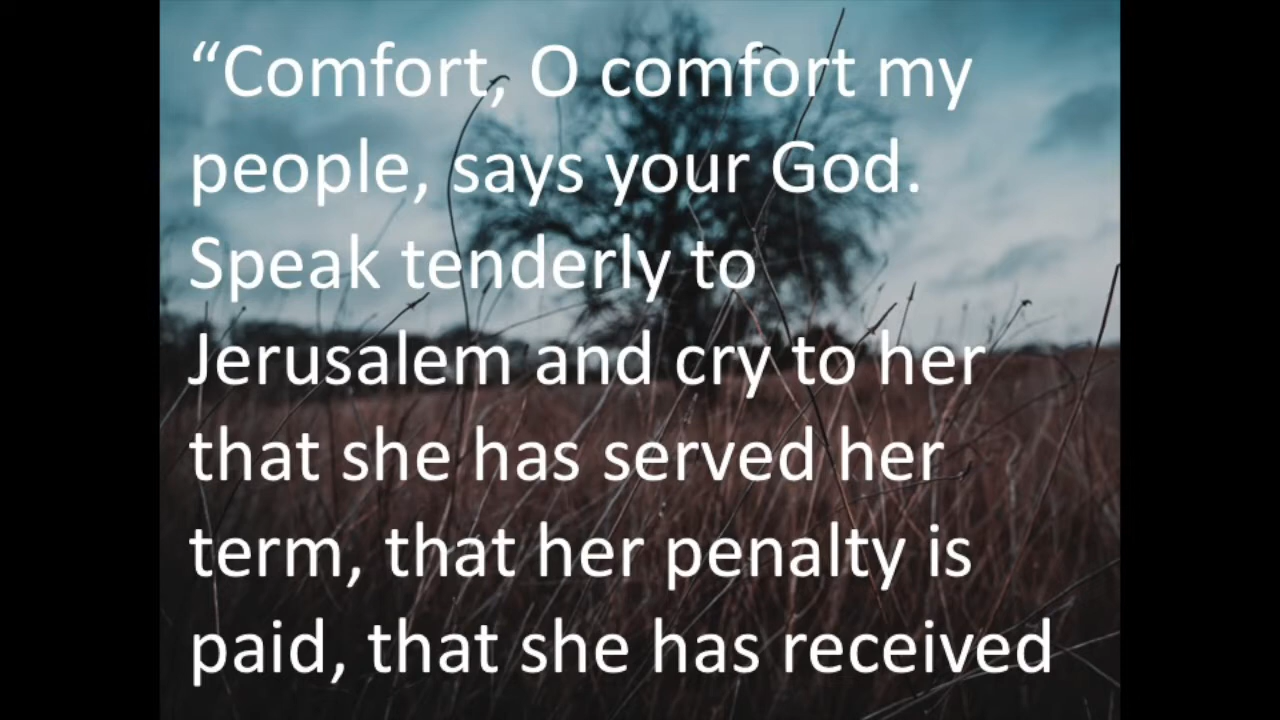 “Comfort, O comfort my
people, says your God.
Speak tenderly to
Jerusalem and cry to her
that she has served her
term, that her penalty is
paid, that she has received